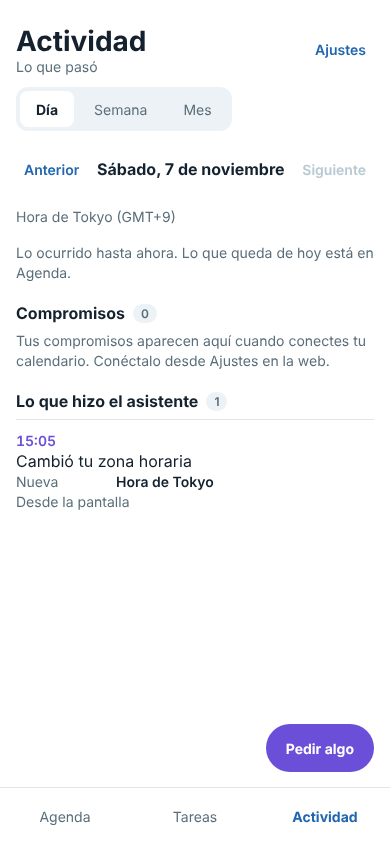 Actividad
Ajustes
Lo que pasó
Día
Semana
Mes
Anterior
Sábado, 7 de noviembre
Siguiente
Hora de Tokyo (GMT+9)
Lo ocurrido hasta ahora. Lo que queda de hoy está en
Agenda.
Compromisos 0
Tus compromisos aparecen aquí cuando conectes tu
calendario. Conéctalo desde Ajustes en la web.
Lo que hizo el asistente 1
15:05
Cambió tu zona horaria
Nueva Hora de Tokyo
Desde la pantalla
Pedir algo
Agenda
Tareas
Actividad